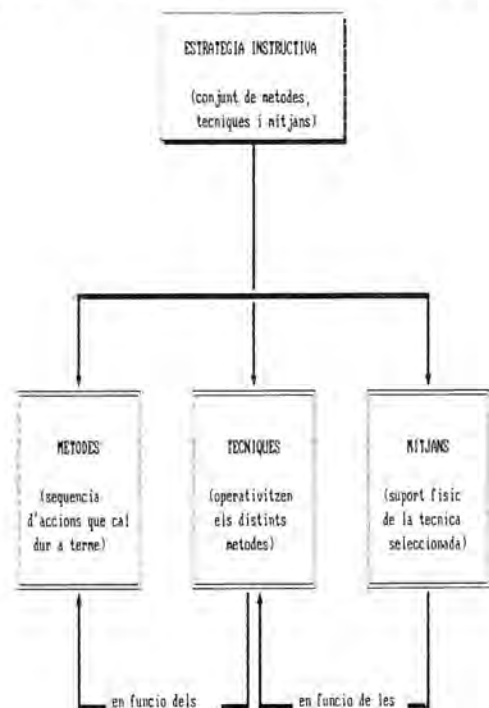 ESTRATEGIA INSTRUCTIVA
(conjunt de metodes,
tecniques i mitjans)
METODES
(sequencia
d'accions que cal
dur a terme)
TECNIQUES
(operativitzen
els distints
metodes)
MITJANS
(suport fisic
de la tecnica
seleccionada)
en funcio dels
en funcio de les